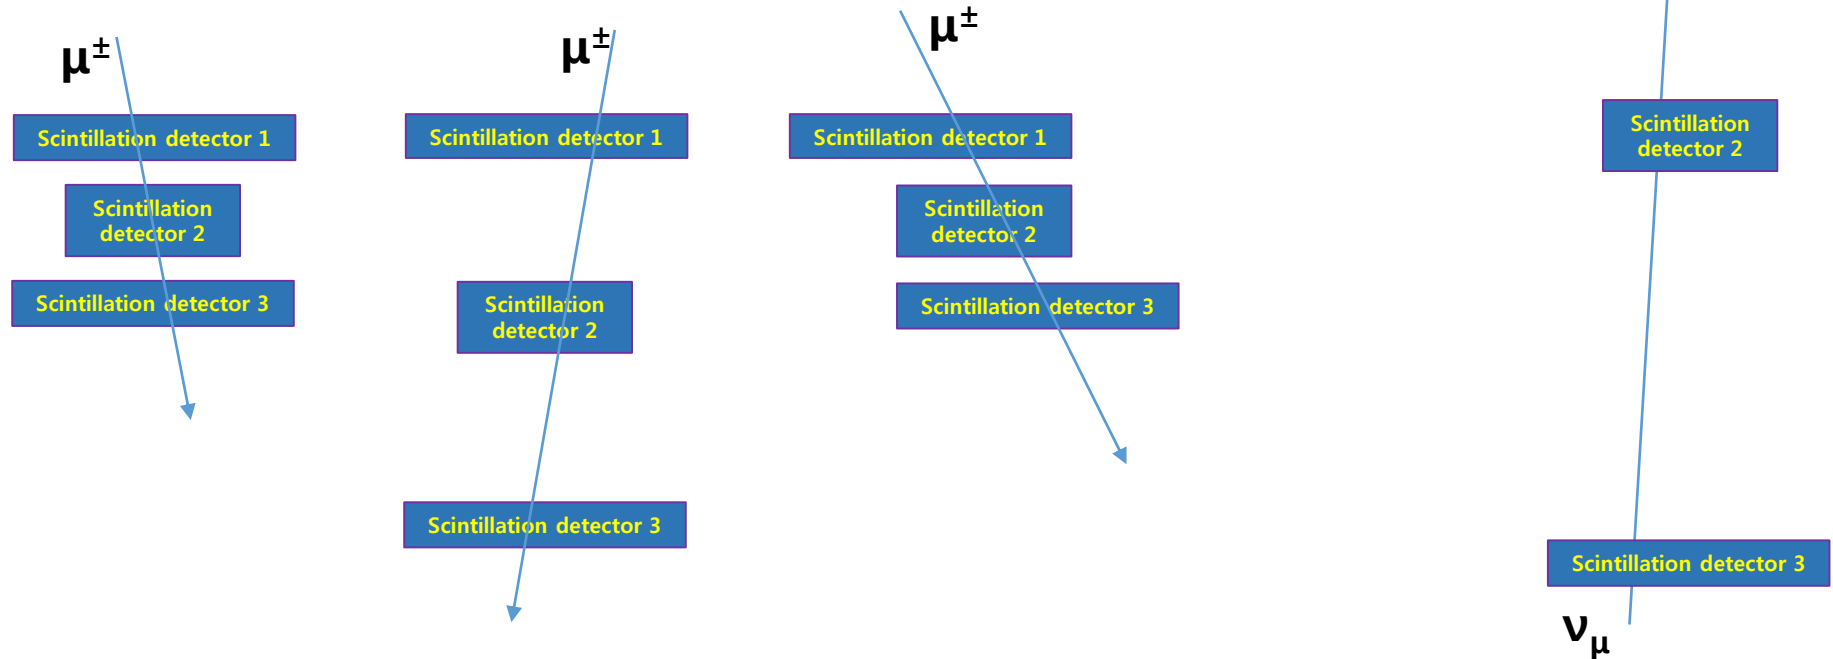 μ±
Scintillation detector 1
Scintillation
detector 2
Scintillation detector 3
μ±
Scintillation detector 1
Scintillation
detector 2
Scintillation detector 3
μ±
Scintillation detector 1
Scintillation
detector 2
Scintillation detector 3
Scintillation
detector 2
Scintillation detector 3
νμ